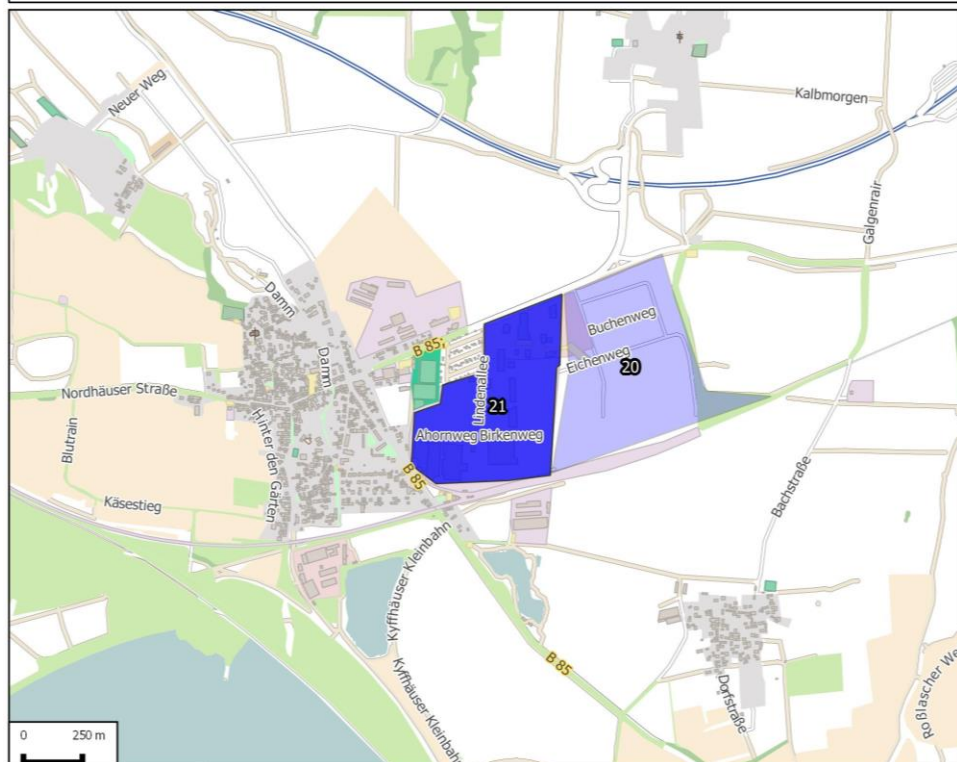 Neuer Weg
Kalbmorgen
Galgenrair
Damm
B 85
Buchenweg
Damm
Lindenallee
Eichenweg
20
Nordhäuser Straße
21
Hinter den Gärten
Ahornweg Birkenweg
Blutrain
B 85
Bachstraße
Käsestieg
Kyffhäuser Kleinbahn
B 85
Kyffhäuser Kleinbahn
Dorfstraße
Roßlascher We
0 250 m